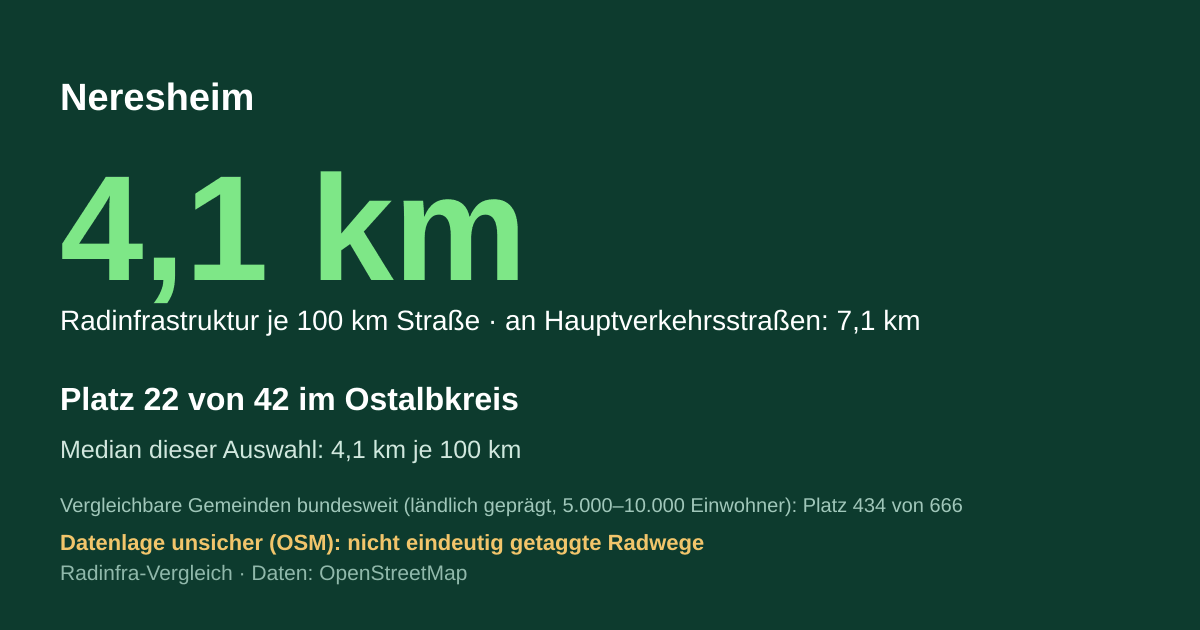 Neresheim
4,1 km
Radinfrastruktur je 100 km Straße · an Hauptverkehrsstraßen: 7,1 km
Platz 22 von 42 im Ostalbkreis
Median dieser Auswahl: 4,1 km je 100 km
Vergleichbare Gemeinden bundesweit (ländlich geprägt, 5.000–10.000 Einwohner): Platz 434 von 666
Datenlage unsicher (OSM): nicht eindeutig getaggte Radwege
Radinfra-Vergleich · Daten: OpenStreetMap